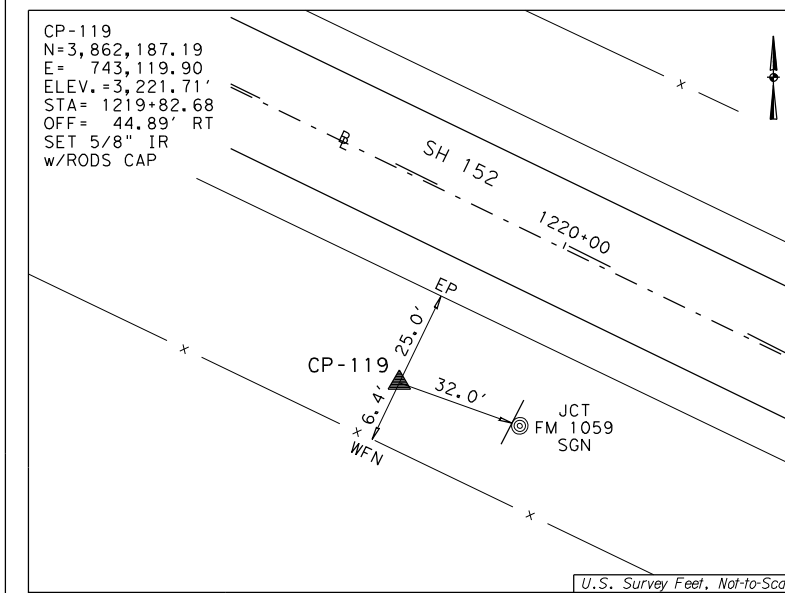 CP-119
N=3,862,187.19
E= 743,119.90
ELEV.=3,221.71'
STA= 1219+82.68
OFF= 44.89' RT
SET 5/8" IR
w/RODS CAP
SH 152
1220+00
EP
25.0'
CP-119
32.0'
6.4'
JCT
FM 1059
SGN
WFN
U.S. Survey Feet, Not-to-Sca